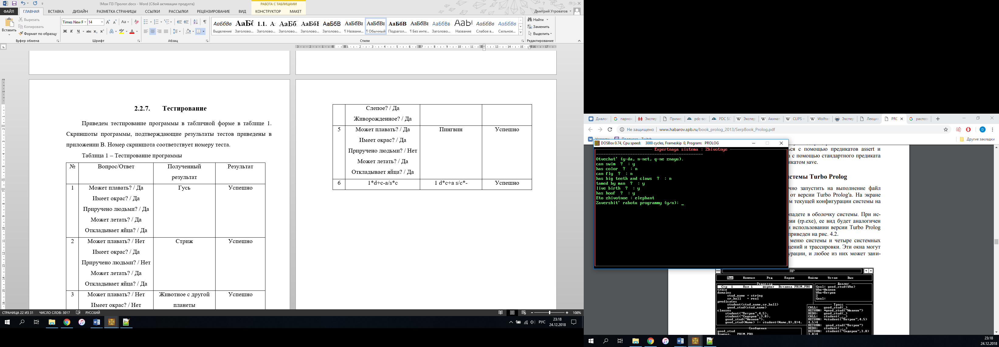 !Моя ПЗ Пролог.docx - Word (Сбой активации продукта)
РАБОТА С ТАБЛИЦАМИ
ФАЙЛ ГЛАВНАЯ ВСТАВКА ДИЗАЙН РАЗМЕТКА СТРАНИЦЫ ССЫЛКИ РАССЫЛКИ РЕЦЕНЗИРОВАНИЕ ВИД КОНСТРУКТОР МАКЕТ
Дмитрий Угроватов
Вставить
Вырезать
Копировать
Формат по образцу
Times New R 14
АаБбВв АаБб 1.1. А: АаБб. АаБбІ АаБбВ АаБбВі АаБбВі АаБбВ АаБбВі АаБбВв АаБі АаБбВв АаБбВв
Выделение Заголово... Заголово... Заголово... Заголово... Заголово... ¶ Названи... ¶ Обычный Подзагол... ¶ Без инте... Заголово... Название Слабое в... Сильное...
Найти
Заменить
Выделить
Буфер обмена Шрифт Абзац Стили Редактирование
2.2.7. Тестирование
Приведем тестирование программы в табличной форме в таблице 1.
Скриншоты программы, подтверждающие результаты тестов приведены в
приложении В. Номер скриншота соответствует номеру теста.
Таблица 1 – Тестирование программы
№ Вопрос/Ответ Полученный результат Результат
1 Может плавать? / Да Гусь Успешно
Имеет окрас? / Да
Приручено людьми? / Да
Может летать? / Да
Откладывает яйца? / Да
2 Может плавать? / Нет Стриж Успешно
Имеет окрас? / Да
Приручено людьми? / Нет
Может летать? / Да
Откладывает яйца? / Да
3 Может плавать? / Нет Животное с другой Успешно
Имеет окрас? / Нет планеты
Слепое? / Да
Живорожденное? / Да
5 Может плавать? / Да Пингвин Успешно
Имеет окрас? / Да
Приручено людьми? / Нет
Может летать? / Да
Откладывает яйца? / Да
6 1*d+c-a/s*c 1 d*c+a s/c*- Успешно
СТРАНИЦА 22 ИЗ 31 ЧИСЛО СЛОВ: 3017 РУССКИЙ
108%
РУС
23:18
24.12.2018
Диалог парнок Экспер Приме pdc-sco PDC SC Экспер Акинат CLIPS – Wolfran Экспер Лекция PRC распоз
Не защищено www.habarov.spb.ru/book_prolog_2013/SerpBook_Prolog.pdf
Другие закладки
DOSBox 0.74, Cpu speed: 3000 cycles, Frameskip 0, Program: PROLOG
Expertnaya sistema : Zhivotnye
Otvechat' (y-da, n-net, q-ne znayu).
can swim ? : y
has color ? : n
can fly ? : n
has big teeth and claws ? : n
tamed by man ? : y
live birth ? : y
has hoof ? : y
Eto zhivotnoe : elephant
Zavershit' rabotu programmy (y/n): _
ься с помощью предикатов assert и
а с помощью стандартного предиката
икатом save.
стемы Turbo Prolog
чно запустить на выполнение файл
от версии Turbo Prolog'а. На экране
м текущей конфигурации системы на
опадете в оболочку системы. При ис-
сии (rp.exe), ее вид будет аналогичен
и использовании версии Turbo Prolog
приведен на рис. 4.2.
меню системы и четыре системных
щений и трассировки. Эти окна могут
урации, и любое из них может зани-
RP
Вып Компил Ред Парам Файлы Устан Вых
Редактор
Стр 1 Кол 1 формат Вставка PRIM.PRO
trace
domains
stud_name = string
sr_ball = real
predicates
student(stud_name,sr_ball)
good_stud(stud_name)
clauses
student("Петров",4.5).
student("Сидоров",3.8).
good_stud("Иванов").
good_stud(Name) :- student(Name,B),B>4.
Сообщения
good_stud
Компил. PRIM.PRO
Диалог
Goal: good_stud(Who)
Who=Иванов
Who=Петров
2
Goal:
Трасс
CALL: good_stud(_)
RETURN: *good_stud("Иванов")
REDO: good_stud(_)
CALL: student(_,_)
RETURN: *student("Петров",4.5)
4.5>4
RETURN: good_stud("Петров")
REDO: student(_,_)
RETURN: student("Сидоров",3.8)
3.8>4
23:18
24.12.2018